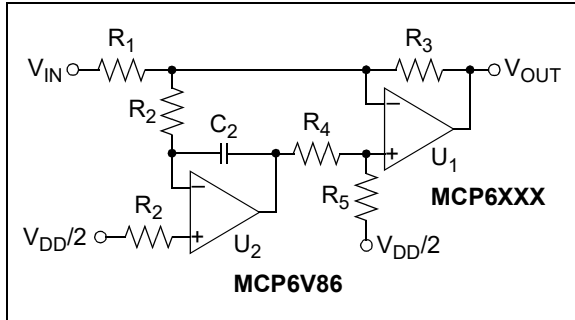 R1
R3
VIN
VOUT
R2
C2
R4
U1
R5
MCP6XXX
R2
VDD/2
U2
VDD/2
MCP6V86